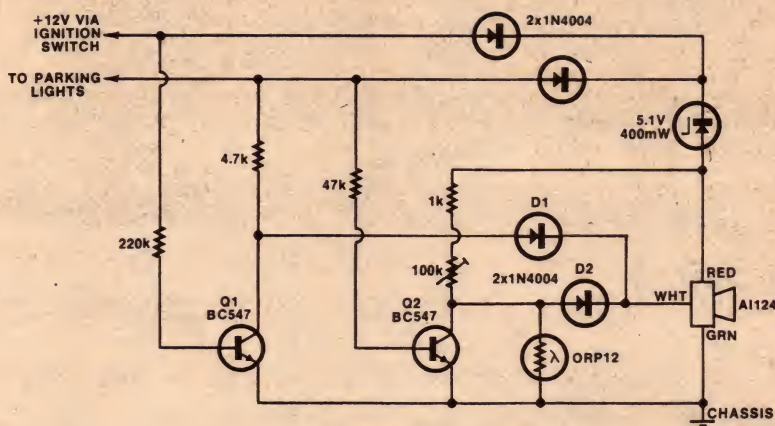 +12V VIA
IGNITION
SWITCH
2x1N4004
TO PARKING
LIGHTS
5.1V
400mW
4.7k
47k
1k
D1
220k
100k
2x1N4004
D2
RED
WHT
AI124
Q1
BC547
Q2
BC547
GRN
λ
ORP12
CHASSIS